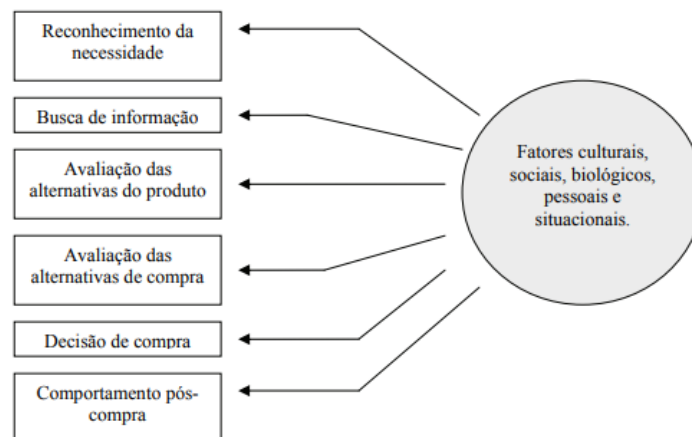 Reconhecimento da
necessidade
Busca de informação
Avaliação das
alternativas do produto
Avaliação das
alternativas de compra
Decisão de compra
Comportamento pós-
compra
Fatores culturais,
sociais, biológicos,
pessoais e
situacionais.